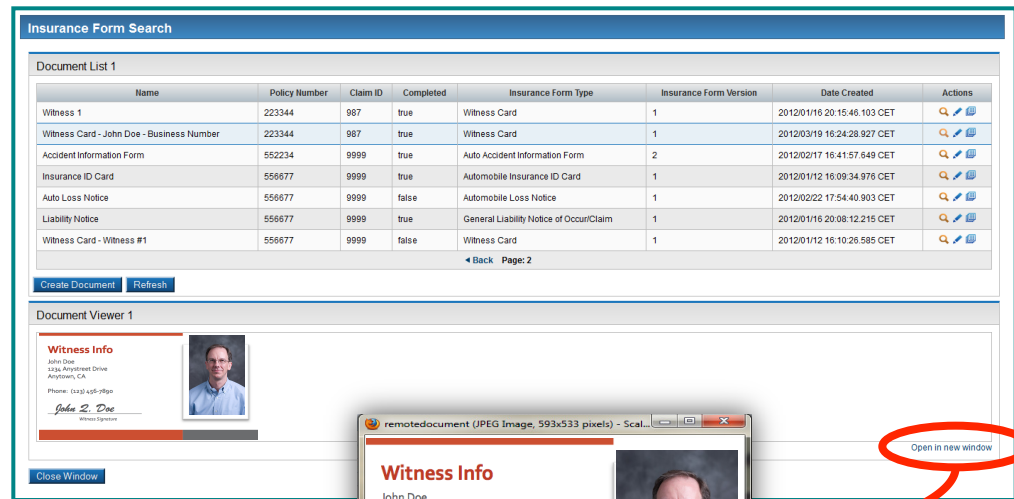 Insurance Form Search
Document List 1
Name Policy Number Claim ID Completed Insurance Form Type Insurance Form Version Date Created Actions
Witness 1 223344 987 true Witness Card 1 2012/01/16 20:15:46.103 CET
Witness Card - John Doe - Business Number 223344 987 true Witness Card 1 2012/03/19 16:24:28.927 CET
Accident Information Form 552234 9999 true Auto Accident Information Form 2 2012/02/17 16:41:57.649 CET
Insurance ID Card 556677 9999 true Automobile Insurance ID Card 1 2012/01/12 16:09:34.976 CET
Auto Loss Notice 556677 9999 false Automobile Loss Notice 1 2012/02/22 17:54:40.903 CET
Liability Notice 556677 9999 true General Liability Notice of Occur/Claim 1 2012/01/16 20:08:12.215 CET
Witness Card - Witness #1 556677 9999 false Witness Card 1 2012/01/12 16:10:26.585 CET
Back Page: 2
Create Document Refresh
Document Viewer 1
Witness Info
John Doe
1234 Anystreet Drive
Anytown, CA
Phone: (123) 456-7890
John Q. Doe
Witness Signature
remotedocument (JPEG Image, 593x533 pixels) - Scal...
Open in new window
Witness Info
John Doe
Close Window